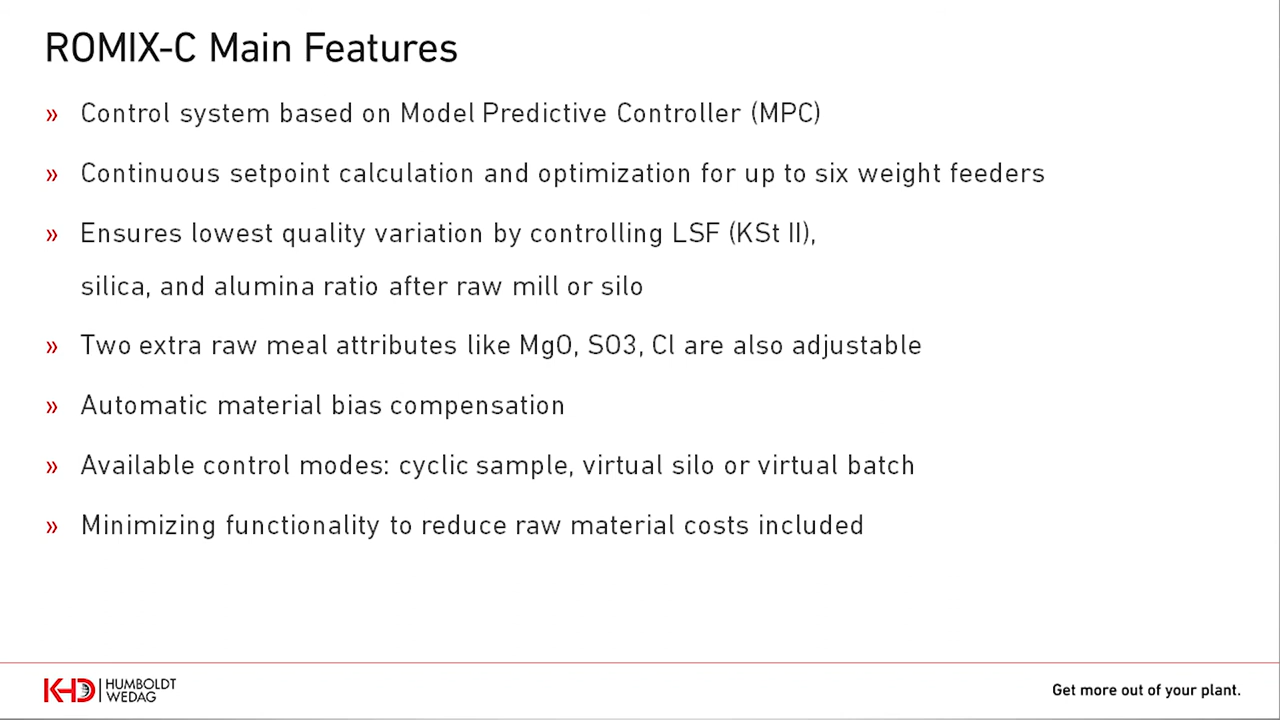 ROMIX-C Main Features
» Control system based on Model Predictive Controller (MPC)
» Continuous setpoint calculation and optimization for up to six weight feeders
» Ensures lowest quality variation by controlling LSF (KSt II),
silica, and alumina ratio after raw mill or silo
» Two extra raw meal attributes like MgO, SO3, Cl are also adjustable
» Automatic material bias compensation
» Available control modes: cyclic sample, virtual silo or virtual batch
» Minimizing functionality to reduce raw material costs included
KHD HUMBOLDT
WEDAG
Get more out of your plant.